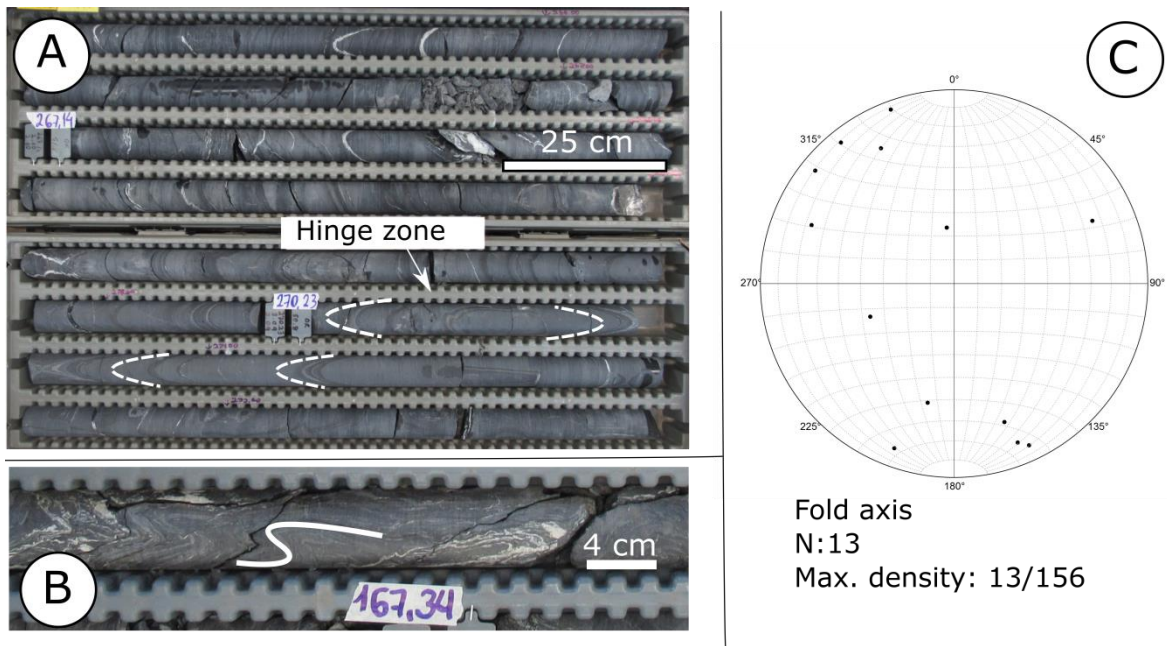 A
267,14
25 cm
Hinge zone
270,23
B
4 cm
167,34
C
0°
315°
45°
270°
90°
225°
135°
180°
Fold axis
N:13
Max. density: 13/156